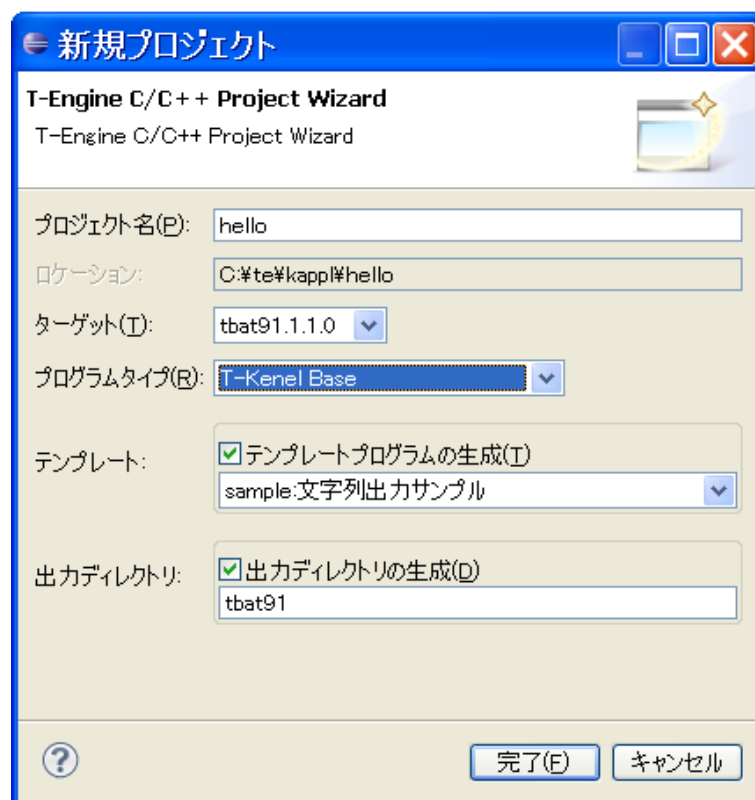 新規プロジェクト
T-Engine C/C++ Project Wizard
T-Engine C/C++ Project Wizard
プロジェクト名(P):
hello
ロケーション:
C:¥te¥kappl¥hello
ターゲット(T):
tbat91.1.1.0
プログラムタイプ(R):
T-Kenel Base
テンプレート:
テンプレートプログラムの生成(T)
sample:文字列出力サンプル
出力ディレクトリ:
出力ディレクトリの生成(D)
tbat91
?
完了(F)
キャンセル